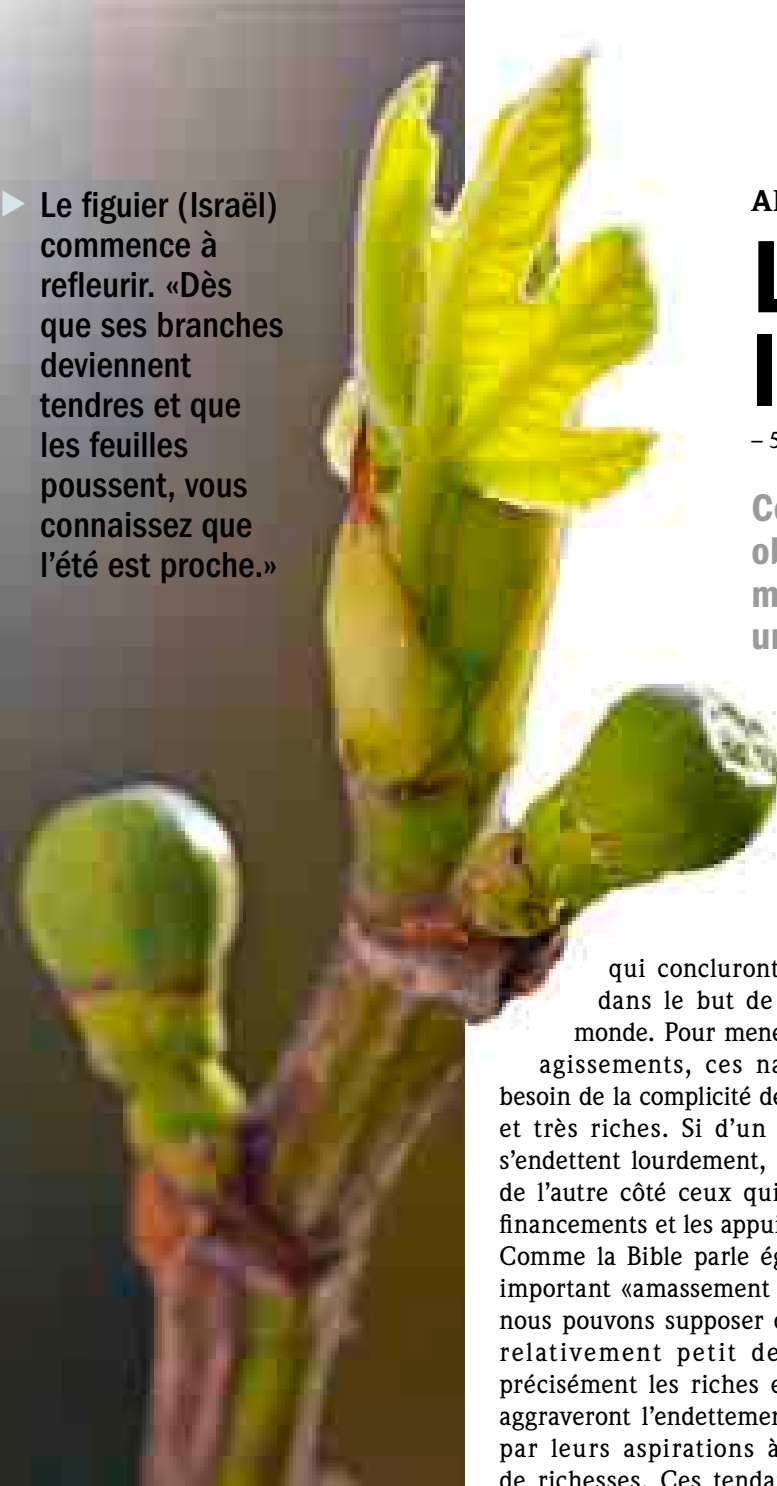 Le figuier (Israël)
commence à
refleurir. «Dès
que ses branches
deviennent
tendres et que
les feuilles
poussent, vous
connaissez que
l’été est proche.»
– 5
qui concluront
dans le but de
monde. Pour mene
agissements, ces na
besoin de la complicité de
et très riches. Si d’un
s’endettent lourdement,
de l’autre côté ceux qui
financements et les appui
Comme la Bible parle ég
important «amassement
nous pouvons supposer
relativement petit de
précisément les riches e
aggraveront l’endettemen
par leurs aspirations à
de richesses. Ces tenda